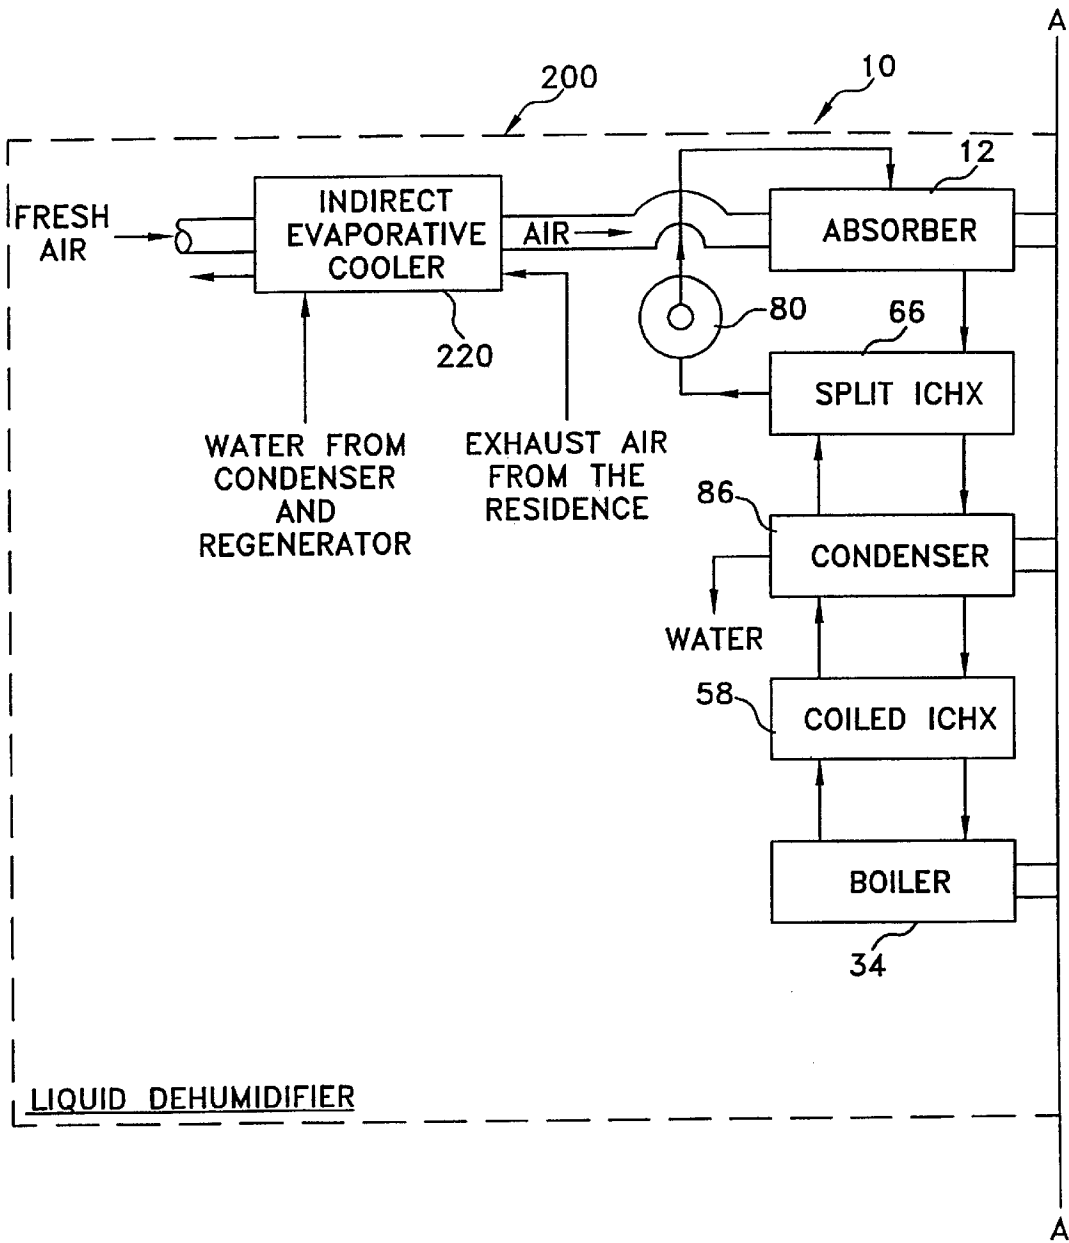 A
200
10
12
FRESH
AIR
INDIRECT
EVAPORATIVE
COOLER
AIR
ABSORBER
220
80
66
SPLIT ICHX
WATER FROM
CONDENSER
AND
REGENERATOR
EXHAUST AIR
FROM THE
RESIDENCE
86
CONDENSER
WATER
58
COILED ICHX
BOILER
34
LIQUID DEHUMIDIFIER
A